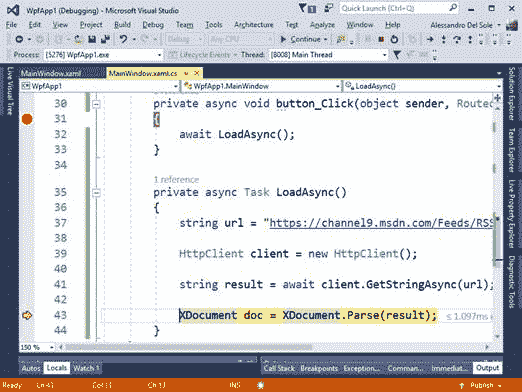 WpfApp1 (Debugging) - Microsoft Visual Studio
Quick Launch (Ctrl+Q)
File Edit View Project Build Debug Team Tools Architecture Test Analyze Window Help
Alessandro Del Sole
Debug Any CPU Continue
Process: [5276] WpfApp1.exe Lifecycle Events Thread: [8008] Main Thread
Live Visual Tree
MainWindow.xaml MainWindow.xaml.cs
WpfApp1 WpfApp1.MainWindow LoadAsync()
30 private async void button_Click(object sender, Routed
31 {
32 await LoadAsync();
33 }
34
1 reference
35 private async Task LoadAsync()
36 {
37 string url = "https://channel9.msdn.com/Feeds/RSS
38
39 HttpClient client = new HttpClient();
40
41 string result = await client.GetStringAsync(url);
42
43 XDocument doc = XDocument.Parse(result); ≤ 1.097ms
44 }
150 %
Solution Explorer
Team Explorer
Live Property Explorer
Diagnostic Tools
Autos Locals Watch 1
Call Stack Breakpoints Exception... Comman... Immediat... Output
Ready
INS
Publish